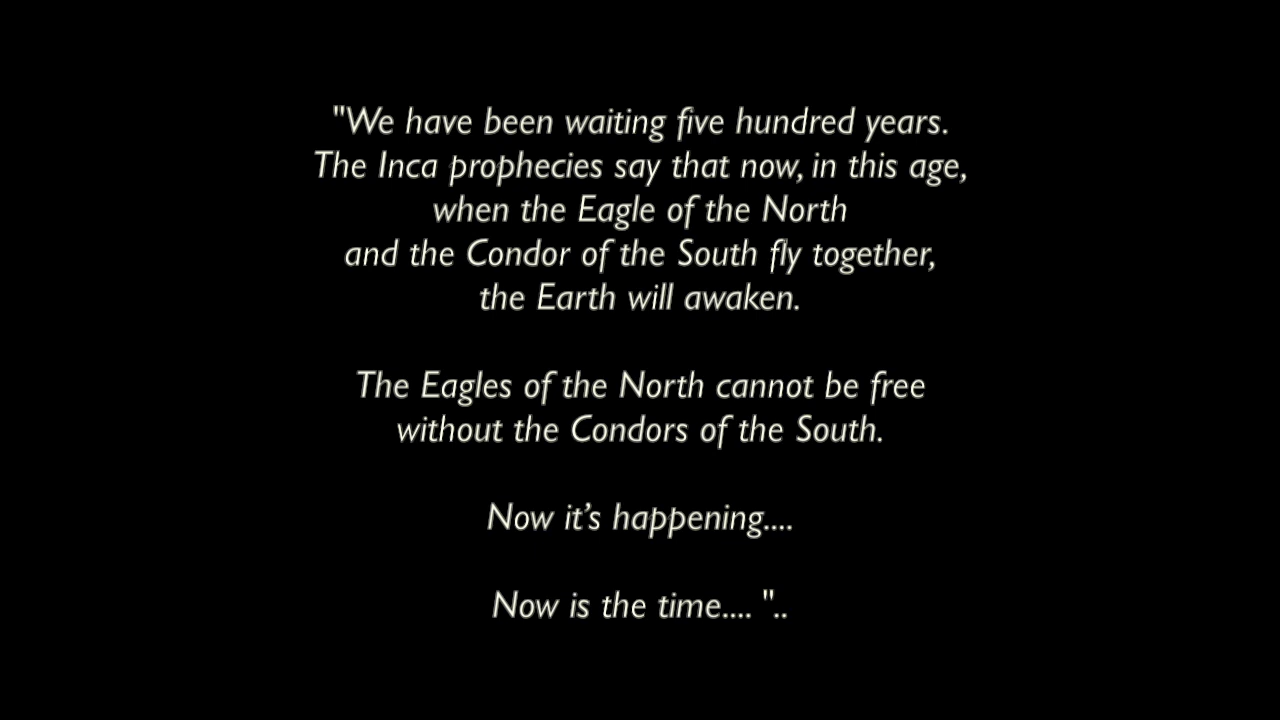 "We have been waiting five hundred years.
The Inca prophecies say that now, in this age,
when the Eagle of the North
and the Condor of the South fly together,
the Earth will awaken.
The Eagles of the North cannot be free
without the Condors of the South.
Now it’s happening....
Now is the time.... "..